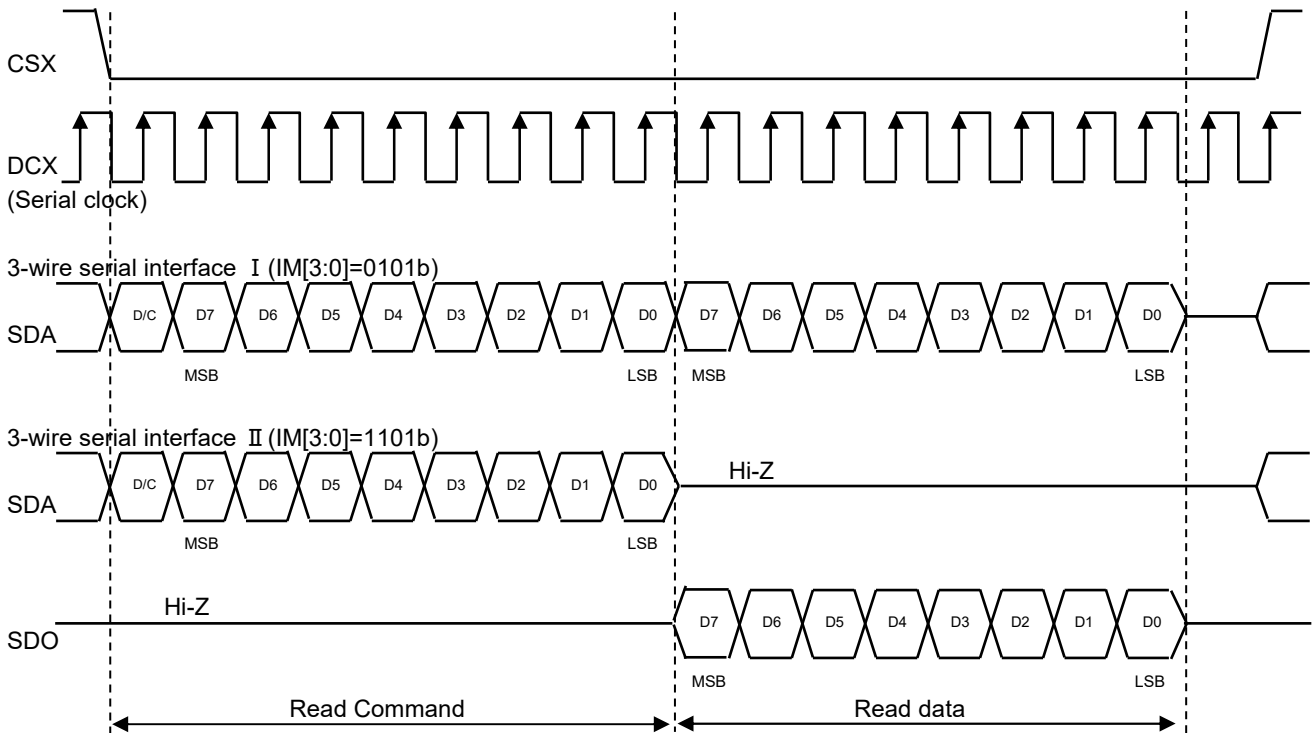 CSX
DCX
(Serial clock)
3-wire serial interface Ⅰ (IM[3:0]=0101b)
SDA D/C D7 D6 D5 D4 D3 D2 D1 D0 D7 D6 D5 D4 D3 D2 D1 D0
MSB LSB MSB LSB
3-wire serial interface Ⅱ (IM[3:0]=1101b)
SDA D/C D7 D6 D5 D4 D3 D2 D1 D0 Hi-Z
MSB LSB
SDO Hi-Z D7 D6 D5 D4 D3 D2 D1 D0
MSB LSB
Read Command Read data